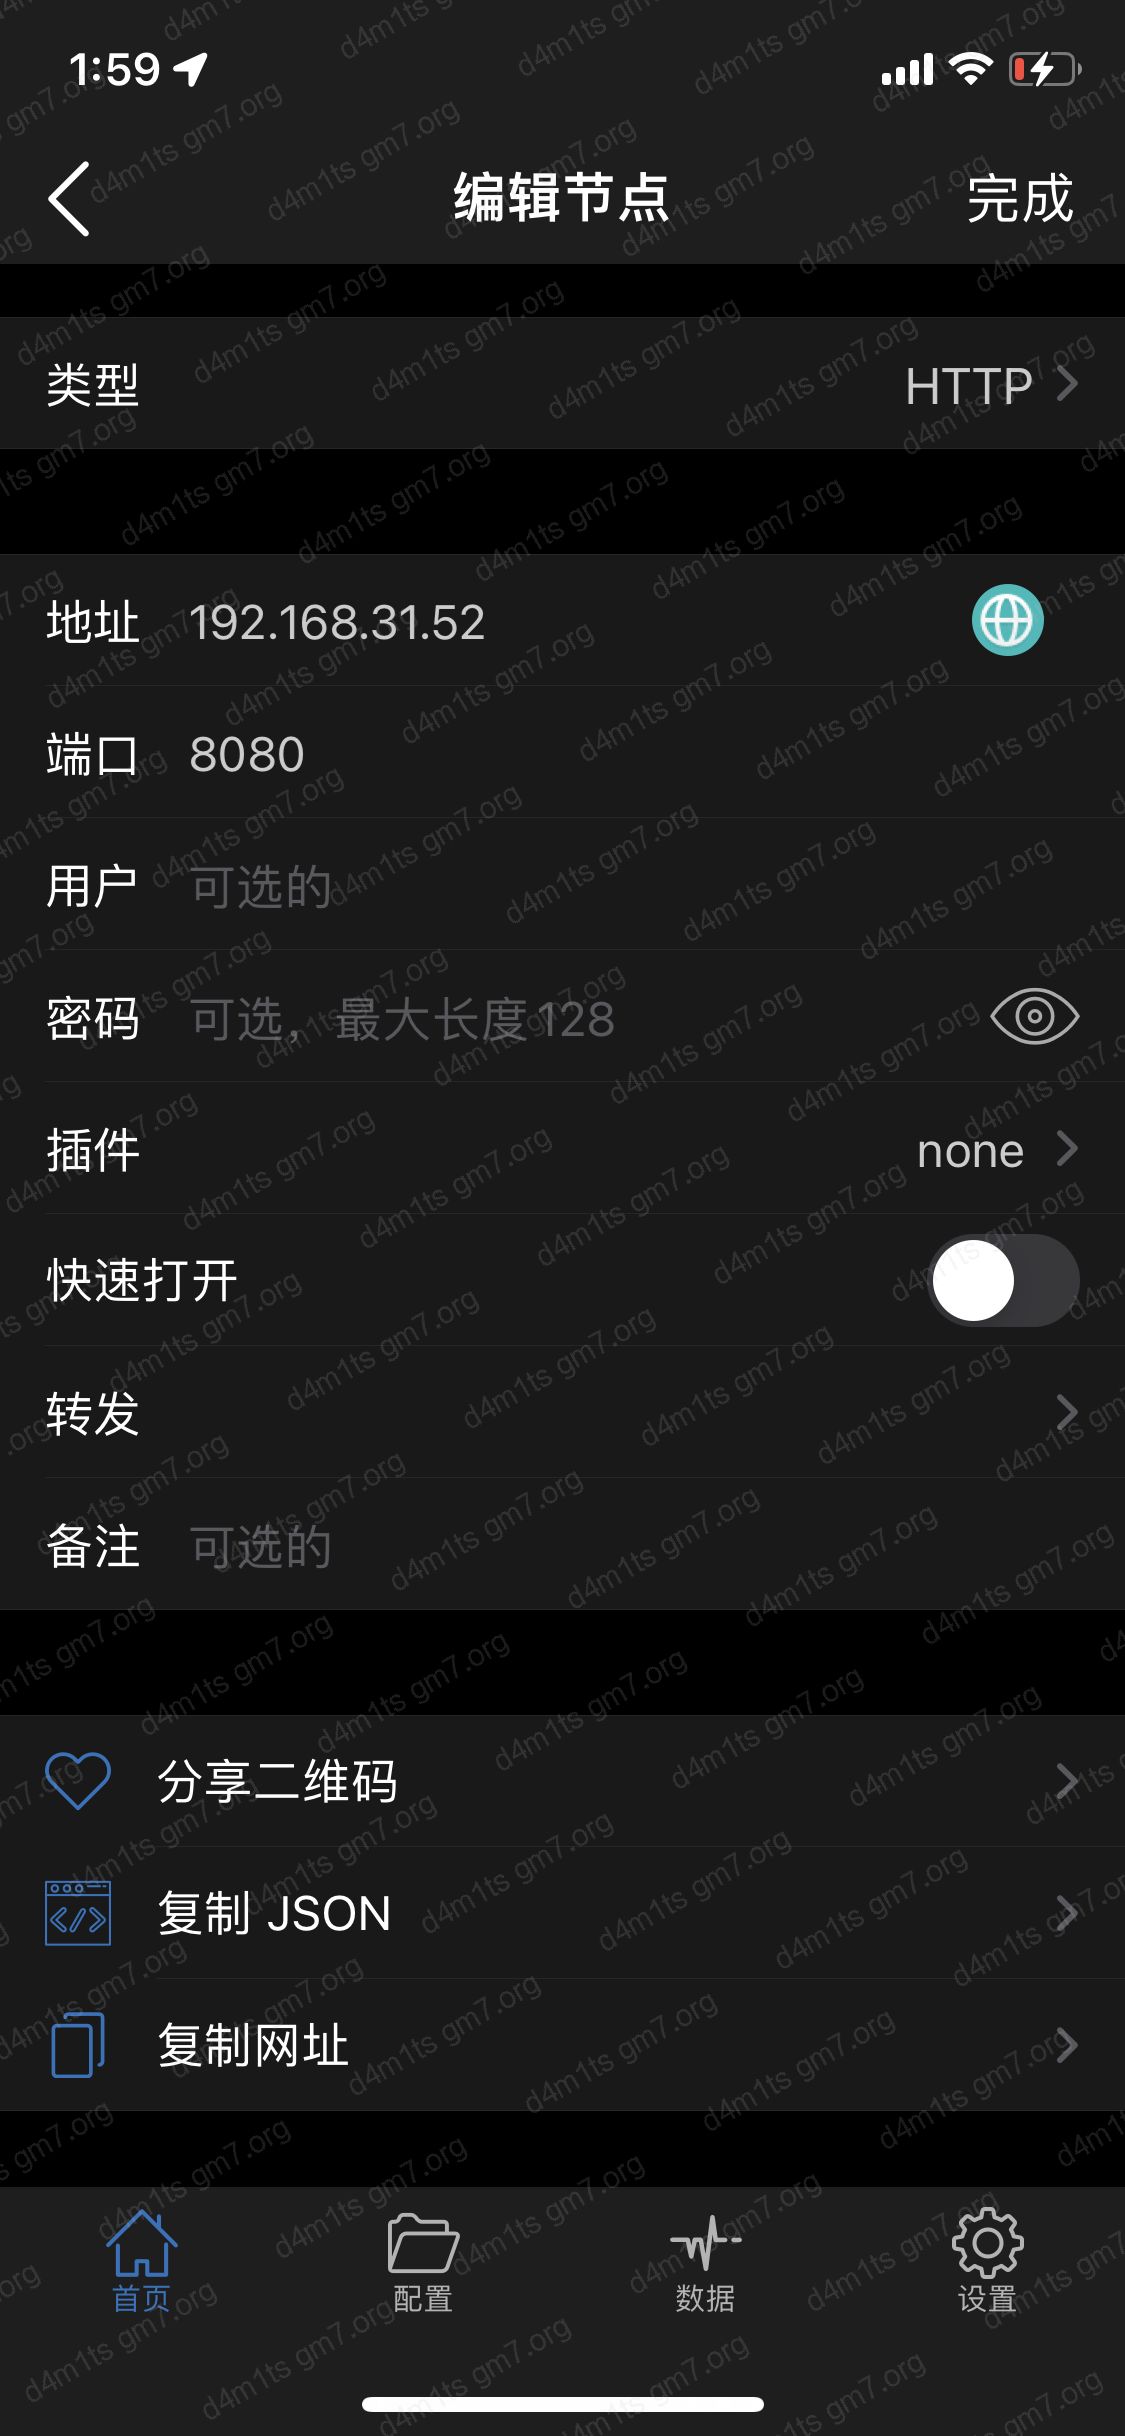 1:59
编辑节点
完成
类型
HTTP
地址
192.168.31.52
端口
8080
用户
可选的
密码
可选，最大长度 128
插件
none
快速打开
转发
备注
可选的
分享二维码
复制 JSON
复制网址
首页
配置
数据
设置
d4m1ts gm7.org